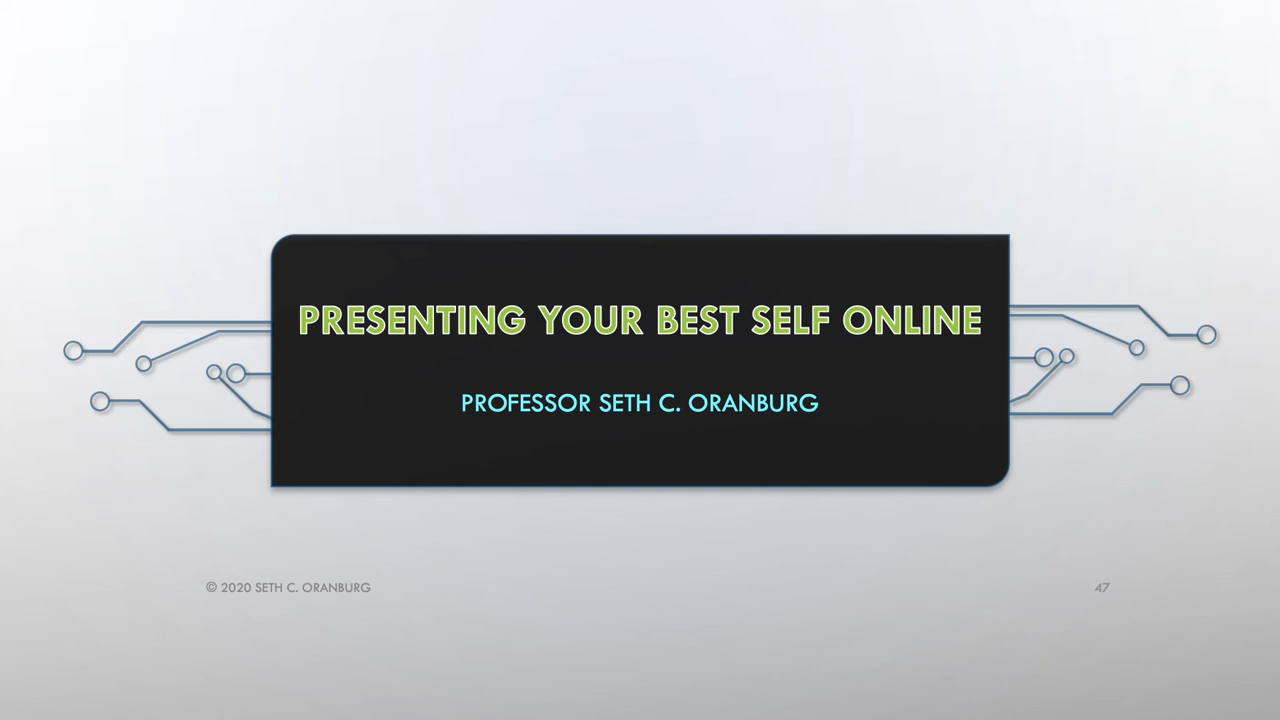 PRESENTING YOUR BEST SELF ONLINE
PROFESSOR SETH C. ORANBURG
© 2020 SETH C. ORANBURG
47